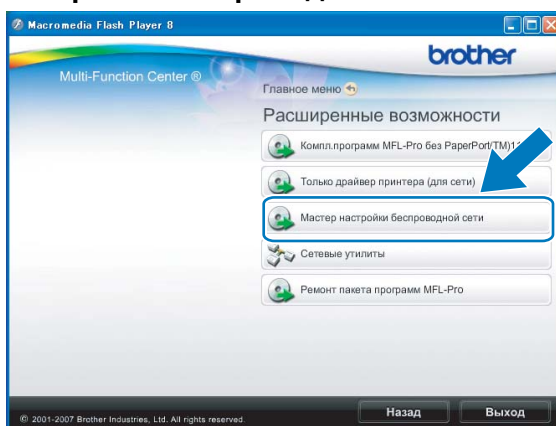 Macromedia Flash Player 8
brother
Multi-Function Center ®
Главное меню
Расширенные возможности
Компл.программ MFL-Pro без PaperPort(TM)1
Только драйвер принтера (для сети)
Мастер настройки беспроводной сети
Сетевые утилиты
Ремонт пакета программ MFL-Pro
© 2001-2007 Brother Industries, Ltd. All rights reserved.
Назад
Выход